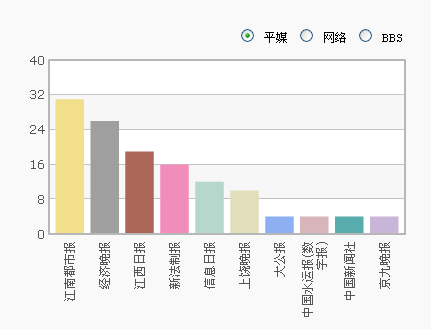 平媒 网络 BBS
40
32
24
16
8
0
江南都市报
经济晚报
江西日报
新法制报
信息日报
上饶晚报
大公报
中国水运报(数
字报)
中国新闻社
京九晚报